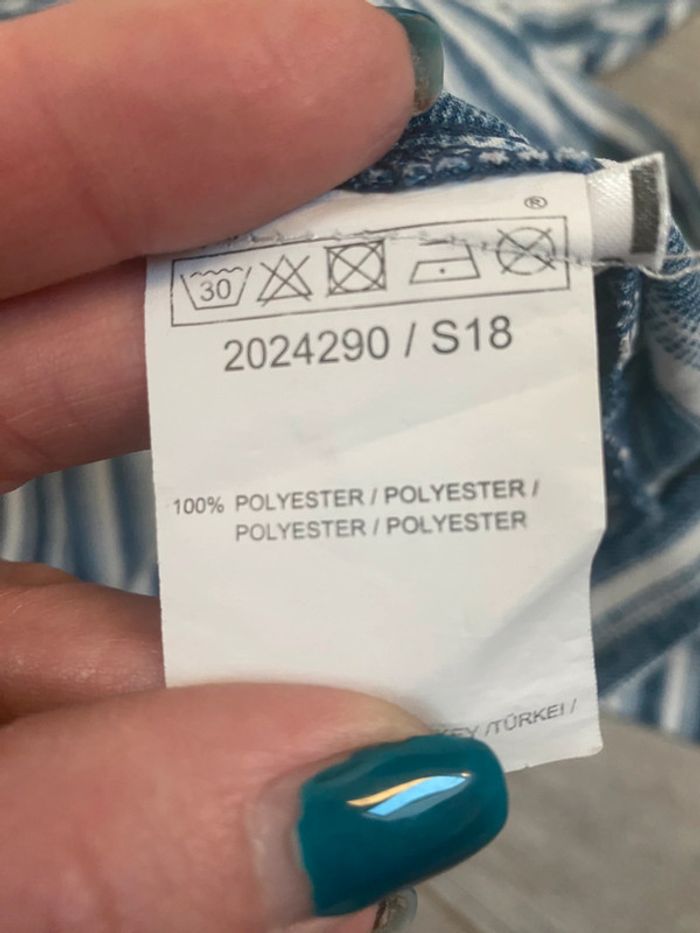 ®
30
2024290 / S18
100% POLYESTER / POLYESTER /
POLYESTER / POLYESTER
/TÜRKEI /